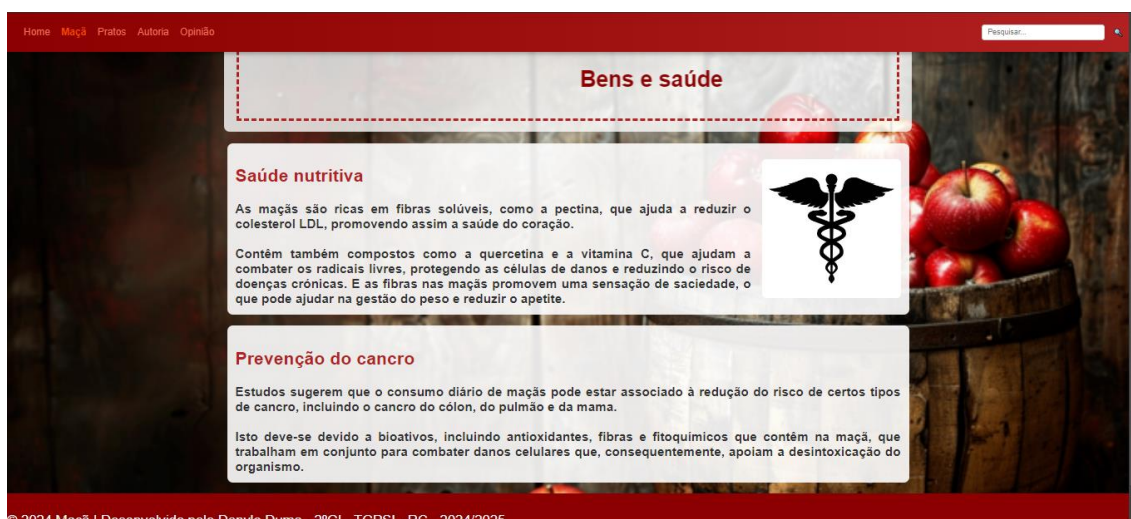 Home Maçã Pratos Autoria Opinião Pesquisar...
Bens e saúde
Saúde nutritiva
As maçãs são ricas em fibras solúveis, como a pectina, que ajuda a reduzir o
colesterol LDL, promovendo assim a saúde do coração.
Contêm também compostos como a quercetina e a vitamina C, que ajudam a
combater os radicais livres, protegendo as células de danos e reduzindo o risco de
doenças crónicas. E as fibras nas maçãs promovem uma sensação de saciedade, o
que pode ajudar na gestão do peso e reduzir o apetite.
Prevenção do cancro
Estudos sugerem que o consumo diário de maçãs pode estar associado à redução do risco de certos tipos
de cancro, incluindo o cancro do cólon, do pulmão e da mama.
Isto deve-se devido a bioativos, incluindo antioxidantes, fibras e fitoquímicos que contêm na maçã, que
trabalham em conjunto para combater danos celulares que, consequentemente, apoiam a desintoxicação do
organismo.
© 2024 Maçã | Desenvolvido pelo 2024/2025